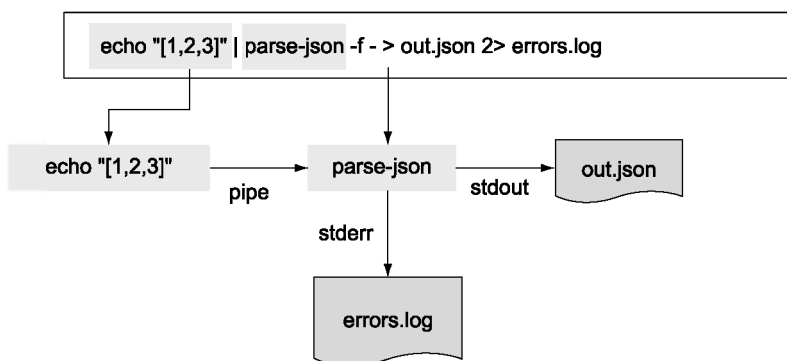 echo "[1,2,3]" | parse-json -f - > out.json 2> errors.log
echo "[1,2,3]"
pipe
parse-json
stdout
out.json
stderr
errors.log